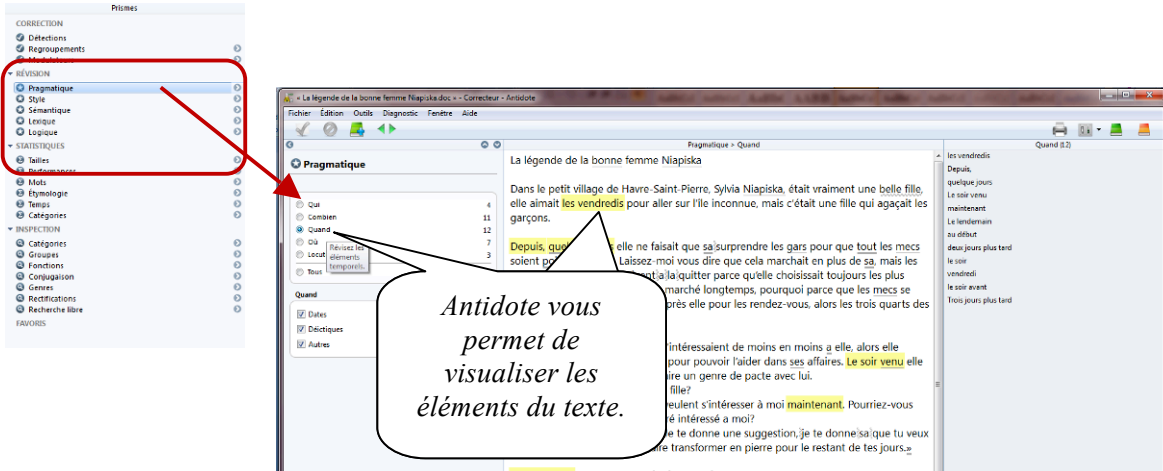 Prismes
CORRECTION
Détections
Regroupements
Modulateurs
RÉVISION
Pragmatique
Style
Sémantique
Lexique
Logique
STATISTIQUES
Tailles
Performances
Mots
Étymologie
Temps
Catégories
INSPECTION
Catégories
Groupes
Fonctions
Conjugaison
Genres
Rectifications
Recherche libre
FAVORIS
« La légende de la bonne femme Niapiska.doc » - Correcteur - Antidote
Fichier Édition Outils Diagnostic Fenêtre Aide
Pragmatique
Qui 4
Combien 11
Quand 12
Où 7
Locut 3
Tous
Révisez les
éléments
temporels.
Quand
Dates
Déictiques
Autres
Pragmatique > Quand
La légende de la bonne femme Niapiska
Dans le petit village de Havre-Saint-Pierre, Sylvia Niapiska, était vraiment une belle fille,
elle aimait les vendredis pour aller sur l'île inconnue, mais c'était une fille qui agaçait les
garçons.
Depuis, elle ne faisait que sa surprendre les gars pour que tout les mecs
soient Laissez-moi vous dire que cela marchait en plus de sa, mais les
a la quitter parce qu'elle choisissait toujours les plus
marché longtemps, pourquoi parce que les mecs se
près elle pour les rendez-vous, alors les trois quarts des
'intéressaient de moins en moins a elle, alors elle
pour pouvoir l'aider dans ses affaires. Le soir venu elle
ire un genre de pacte avec lui.
fille?
veulent s'intéresser à moi maintenant. Pourriez-vous
ré intéressé a moi?
e te donne une suggestion, je te donne sa que tu veux
ire transformer en pierre pour le restant de tes jours.»
Antidote vous
permet de
visualiser les
éléments du texte.
Quand (12)
les vendredis
Depuis,
quelque jours
Le soir venu
maintenant
Le lendemain
au début
deux jours plus tard
le soir
vendredi
le soir avant
Trois jours plus tard